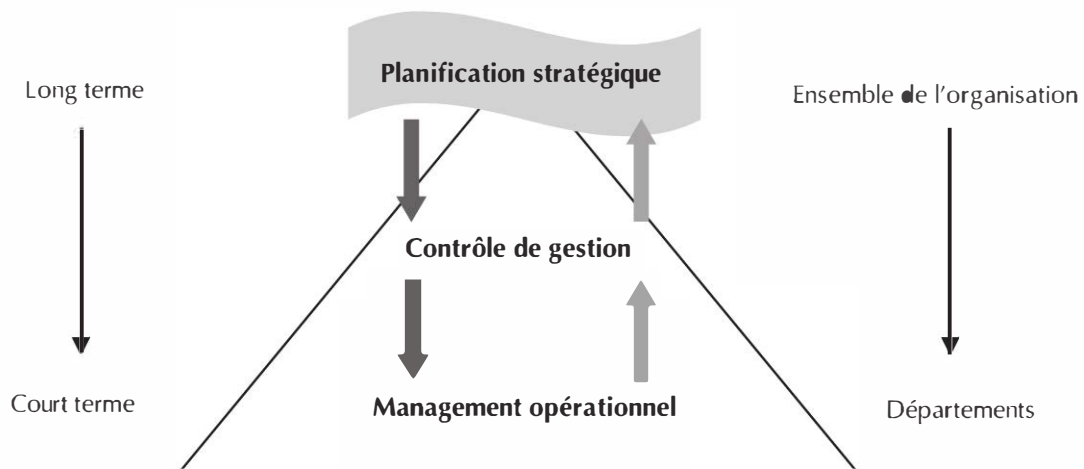 Planification stratégique
Long terme
Ensemble de l'organisation
Contrôle de gestion
Court terme
Management opérationnel
Départements